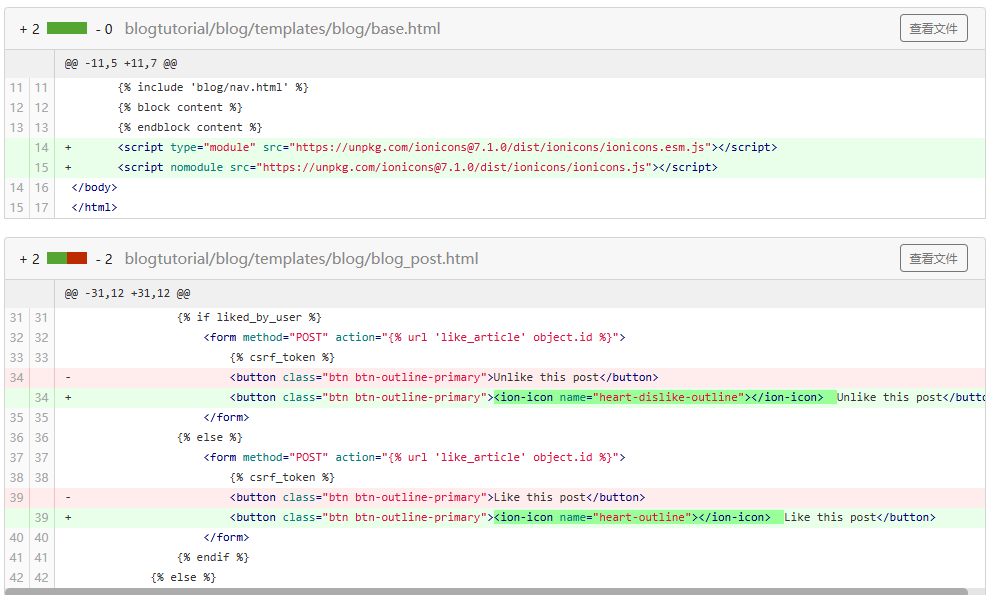 + 2 - 0 blogtutorial/blog/templates/blog/base.html 查看文件
@@ -11,5 +11,7 @@
11 11 {% include 'blog/nav.html' %}
12 12 {% block content %}
13 13 {% endblock content %}
14 + <script type="module" src="https://unpkg.com/ionicons@7.1.0/dist/ionicons/ionicons.esm.js"></script>
15 + <script nomodule src="https://unpkg.com/ionicons@7.1.0/dist/ionicons/ionicons.js"></script>
14 16 </body>
15 17 </html>
+ 2 - 2 blogtutorial/blog/templates/blog/blog_post.html 查看文件
@@ -31,12 +31,12 @@
31 31 {% if liked_by_user %}
32 32 <form method="POST" action="{% url 'like_article' object.id %}">
33 33 {% csrf_token %}
34 - <button class="btn btn-outline-primary">Unlike this post</button>
34 + <button class="btn btn-outline-primary"><ion-icon name="heart-dislike-outline"></ion-icon> Unlike this post</butto
35 35 </form>
36 36 {% else %}
37 37 <form method="POST" action="{% url 'like_article' object.id %}">
38 38 {% csrf_token %}
39 - <button class="btn btn-outline-primary">Like this post</button>
39 + <button class="btn btn-outline-primary"><ion-icon name="heart-outline"></ion-icon> Like this post</button>
40 40 </form>
41 41 {% endif %}
42 42 {% else %}